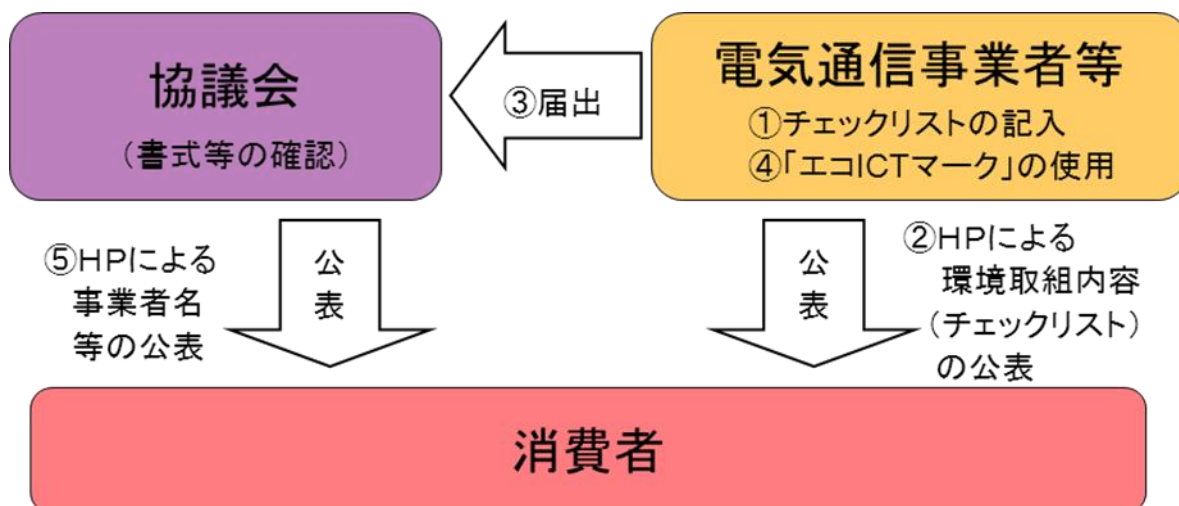 協議会
(書式等の確認)
③届出
電気通信事業者等
①チェックリストの記入
④「エコICTマーク」の使用
⑤HPによる
事業者名
等の公表
公
表
公
表
②HPによる
環境取組内容
(チェックリスト)
の公表
消費者